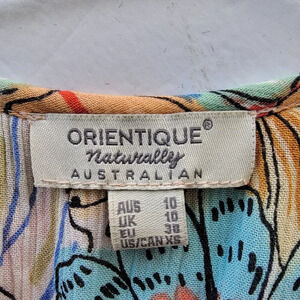 ORIENTIQUE®
Naturally
AUSTRALIAN
AUS 10
UK 10
EU 38
US/CAN XS